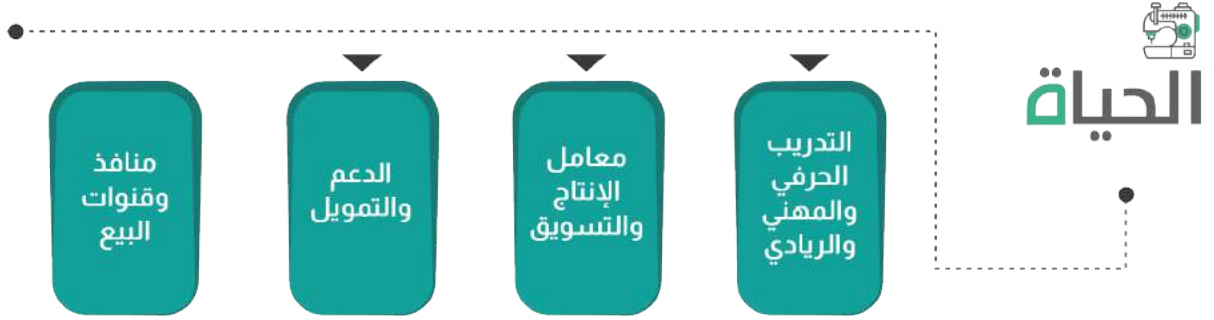 الحياة
التدريب
الحرفي
والمهني
والريادي
معامل
الإنتاج
والتسويق
الدعم
والتمويل
منافذ
وقنوات
البيع